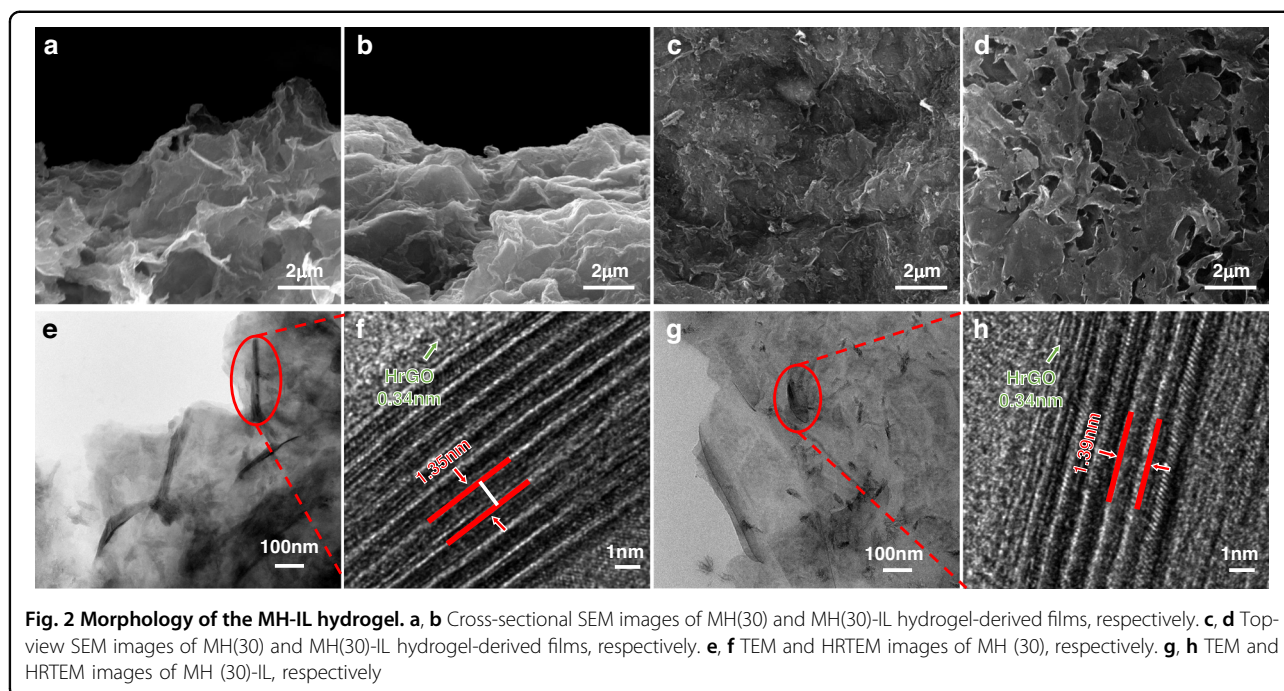 a
b
c
d
2μm
2μm
2μm
2μm
e
f
g
h
HrGO
0.34nm
HrGO
0.34nm
1.35nm
1.39nm
100nm
1nm
100nm
1nm
Fig. 2 Morphology of the MH-IL hydrogel. a, b Cross-sectional SEM images of MH(30) and MH(30)-IL hydrogel-derived films, respectively. c, d Top-
view SEM images of MH(30) and MH(30)-IL hydrogel-derived films, respectively. e, f TEM and HRTEM images of MH (30), respectively. g, h TEM and
HRTEM images of MH (30)-IL, respectively